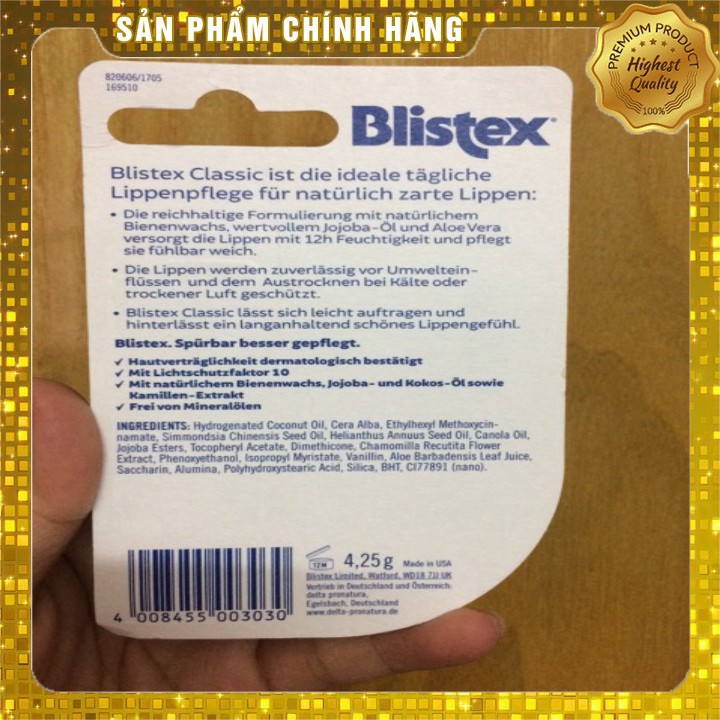 SẢN PHẨM CHÍNH HÃNG
PREMIUM PRODUCT
Highest
Quality
100%
820606/1705
169510
Blistex
Blistex Classic ist die ideale tägliche
Lippenpflege für natürlich zarte Lippen:
• Die reichhaltige Formulierung mit natürlichem
Bienenwachs, wertvollem Jojoba-Öl und Aloe Vera
versorgt die Lippen mit 12h Feuchtigkeit und pflegt
sie fühlbar weich.
• Die Lippen werden zuverlässig vor Umweltein-
flüssen und dem Austrocknen bei Kälte oder
trockener Luft geschützt.
• Blistex Classic lässt sich leicht auftragen und
hinterlässt ein langanhaltend schönes Lippengefühl.
Blistex. Spürbar besser gepflegt.
✓ Hautverträglichkeit dermatologisch bestätigt
✓ Mit Lichtschutzfaktor 10
✓ Mit natürlichem Bienenwachs, Jojoba- und Kokos-Öl sowie
Kamillen-Extrakt
✓ Frei von Mineralölen
INGREDIENTS: Hydrogenated Coconut Oil, Cera Alba, Ethylhexyl Methoxycin-
namate, Simmondsia Chinensis Seed Oil, Helianthus Annuus Seed Oil, Canola Oil,
Jojoba Esters, Tocopheryl Acetate, Dimethicone, Chamomilla Recutita Flower
Extract, Phenoxyethanol, Isopropyl Myristate, Vanillin, Aloe Barbadensis Leaf Juice,
Saccharin, Alumina, Polyhydroxystearic Acid, Silica, BHT, CI77891 (nano).
12M 4,25g Made in USA
Blistex Limited, Watford, WD18 7JJ UK
Vertrieb in Deutschland und Österreich:
delta pronatura,
Egelsbach, Deutschland
www.delta-pronatura.de
4 008455 003030